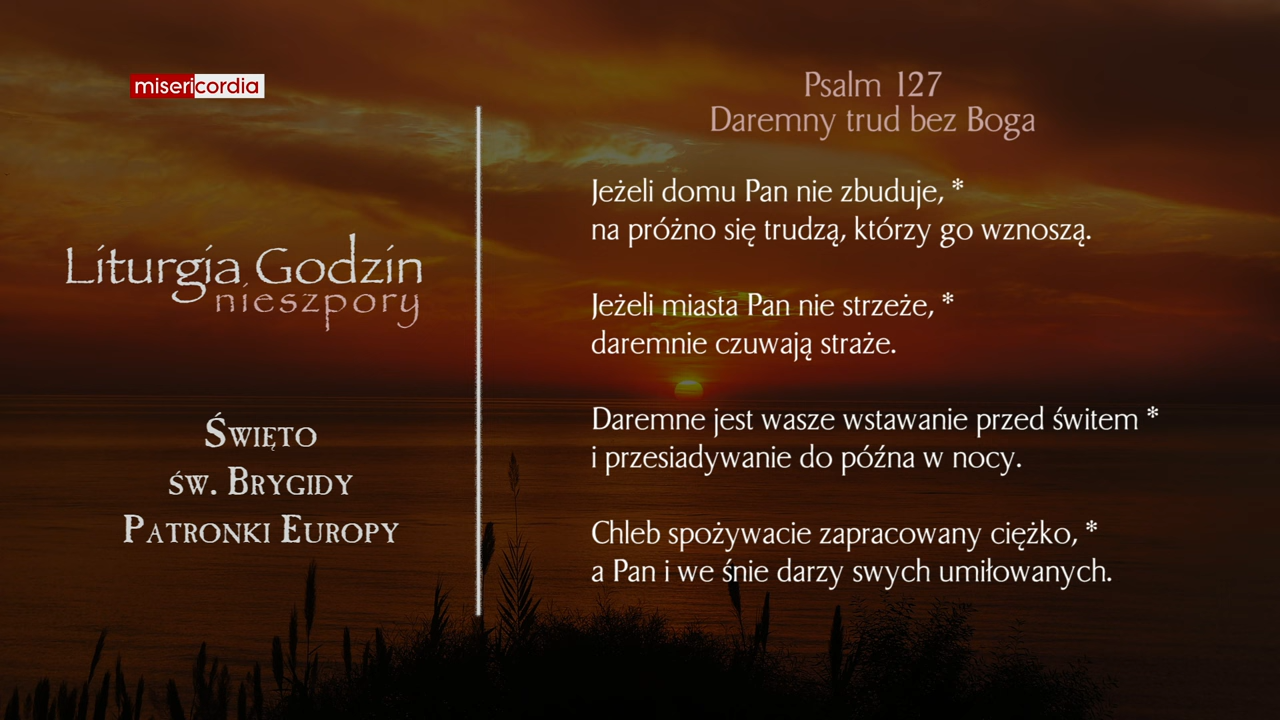 misericordia
Liturgia Godzin
nieszpory
Święto
św. Brygidy
Patronki Europy
Psalm 127
Daremny trud bez Boga
Jeżeli domu Pan nie zbuduje, *
na próżno się trudzą, którzy go wznoszą.
Jeżeli miasta Pan nie strzeże, *
daremnie czuwają straże.
Daremne jest wasze wstawanie przed świtem *
i przesiadywanie do późna w nocy.
Chleb spożywacie zapracowany ciężko, *
a Pan i we śnie darzy swych umiłowanych.